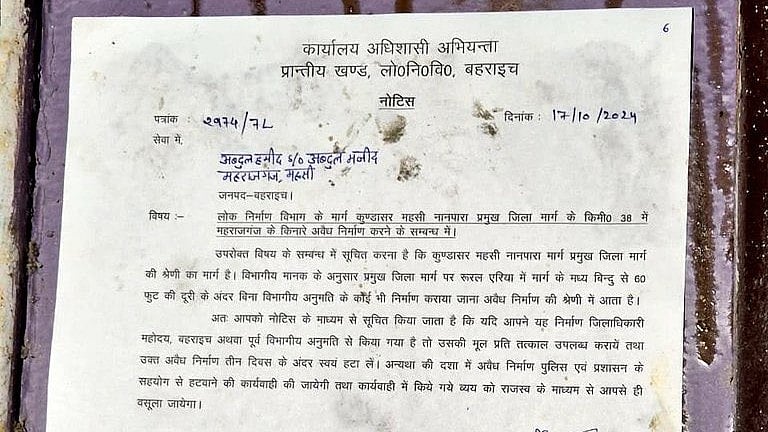 6
कार्यालय अधिशासी अभियन्ता
प्रान्तीय खण्ड, लो0नि0वि0, बहराइच
नोटिस
पत्रांक : २९७४/7L दिनांक : 17/10/2024
सेवा में,
अब्दुल हमीद S/O अब्दुल मजीद
महराजगंज, महसी
जनपद-बहराइच।
विषय :- लोक निर्माण विभाग के मार्ग कुण्डासर महसी नानपारा प्रमुख जिला मार्ग के किमी0 38 में
महराजगंज के किनारे अवैध निर्माण करने के सम्बन्ध में।
उपरोक्त विषय के सम्बन्ध में सूचित करना है कि कुण्डासर महसी नानपारा मार्ग प्रमुख जिला मार्ग
की श्रेणी का मार्ग है। विभागीय मानक के अनुसार प्रमुख जिला मार्ग पर रूरल एरिया में मार्ग के मध्य विन्दु से 60
फुट की दूरी के अंदर बिना विभागीय अनुमति के कोई भी निर्माण कराया जाना अवैध निर्माण की श्रेणी में आता है।
अतः आपको नोटिस के माध्यम से सूचित किया जाता है कि यदि आपने यह निर्माण जिलाधिकारी
महोदय, बहराइच अथवा पूर्व विभागीय अनुमति से किया गया है तो उसकी मूल प्रति तत्काल उपलब्ध करायें तथा
उक्त अवैध निर्माण तीन दिवस के अंदर स्वयं हटा लें। अन्यथा की दशा में अवैध निर्माण पुलिस एवं प्रशासन के
सहयोग से हटवाने की कार्यवाही की जायेगी तथा कार्यवाही में किये गये व्यय को राजस्व के माध्यम से आपसे ही
वसूला जायेगा।